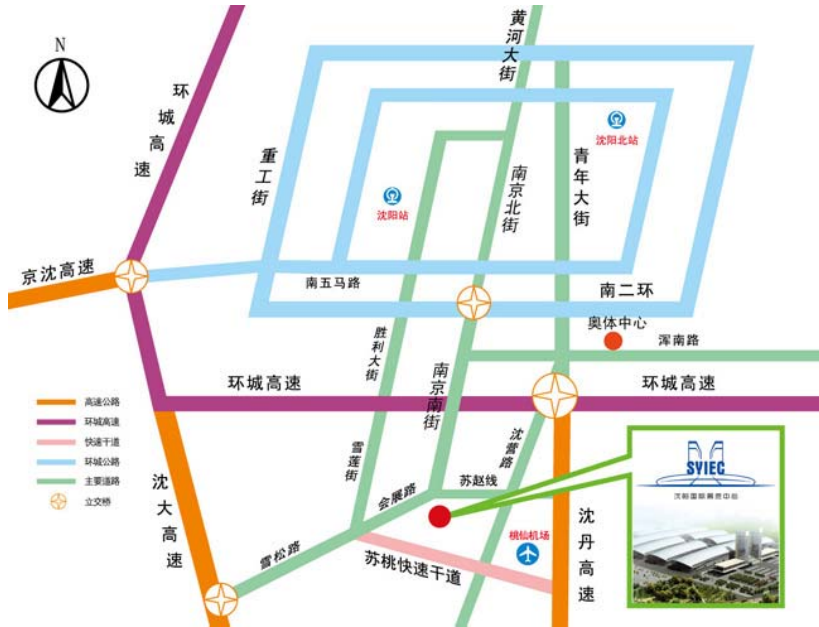 N
黄河大街
环城高速
重工街
沈阳北站
青年大街
南京北街
沈阳站
京沈高速
南五马路
南二环
奥体中心
浑南路
胜利大街
南京南街
环城高速
环城高速
高速公路
环城高速
快速干道
环城公路
主要道路
立交桥
沈大高速
雪莲街
沈营路
苏赵线
会展路
SYIEC
沈阳国际展览中心
雪松路
苏桃快速干道
桃仙机场
沈丹高速